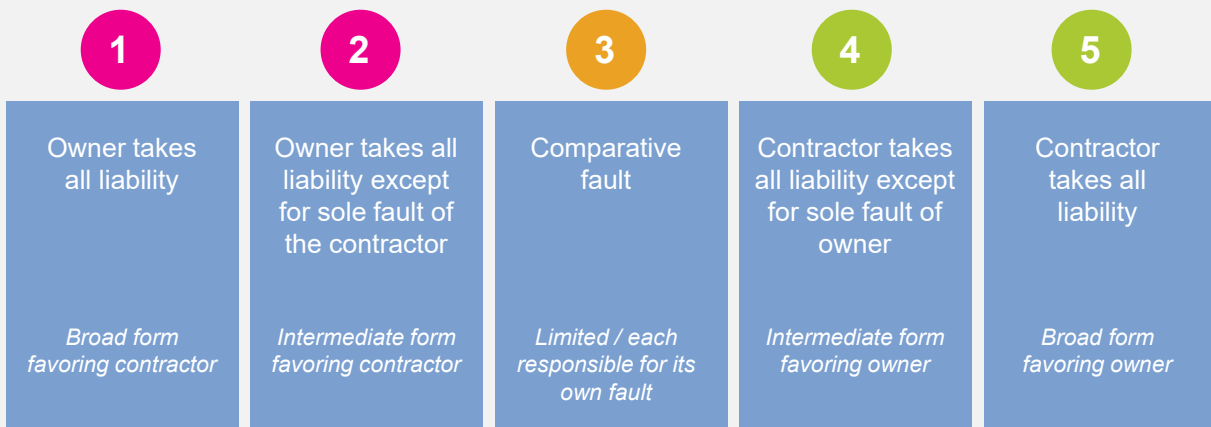 1
Owner takes
all liability
Broad form
favoring contractor
2
Owner takes all
liability except
for sole fault of
the contractor
Intermediate form
favoring contractor
3
Comparative
fault
Limited / each
responsible for its
own fault
4
Contractor takes
all liability except
for sole fault of
owner
Intermediate form
favoring owner
5
Contractor
takes all
liability
Broad form
favoring owner